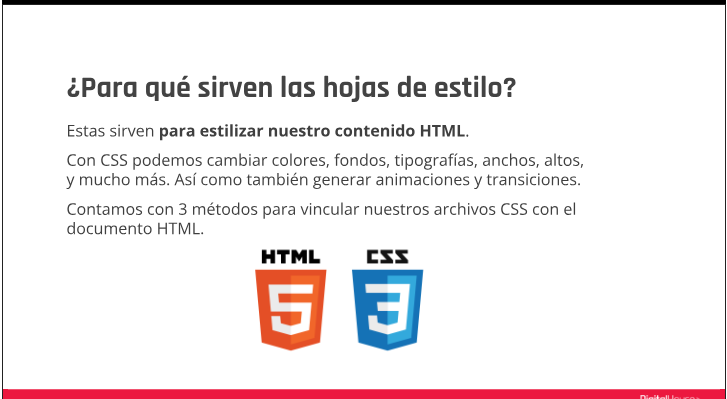 ¿Para qué sirven las hojas de estilo?
Estas sirven para estilizar nuestro contenido HTML.
Con CSS podemos cambiar colores, fondos, tipografías, anchos, altos,
y mucho más. Así como también generar animaciones y transiciones.
Contamos con 3 métodos para vincular nuestros archivos CSS con el
documento HTML.
HTML CSS
5 3